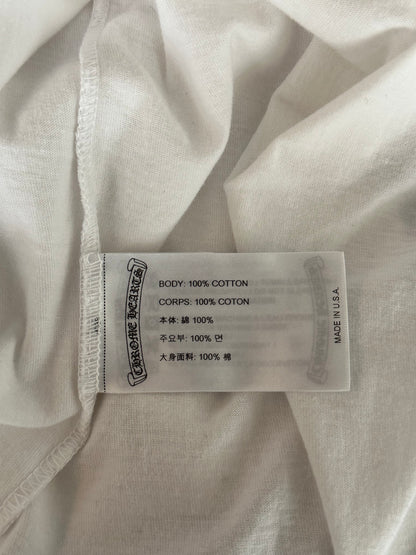 CHROME HEARTS
BODY: 100% COTTON
CORPS: 100% COTON
本体: 綿 100%
주요부: 100% 면
大身面料: 100% 棉
MADE IN U.S.A.